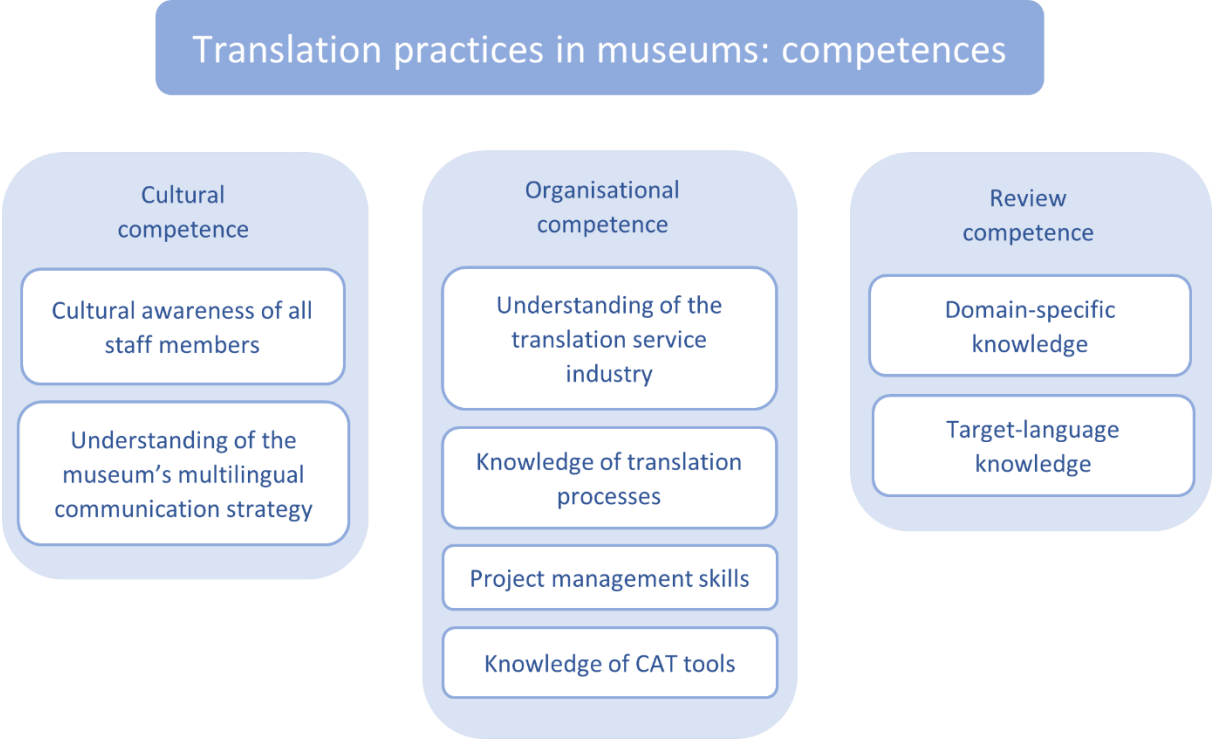 Translation practices in museums: competences
Cultural
competence
Cultural awareness of all
staff members
Understanding of the
museum’s multilingual
communication strategy
Organisational
competence
Understanding of the
translation service
industry
Knowledge of translation
processes
Project management skills
Knowledge of CAT tools
Review
competence
Domain-specific
knowledge
Target-language
knowledge